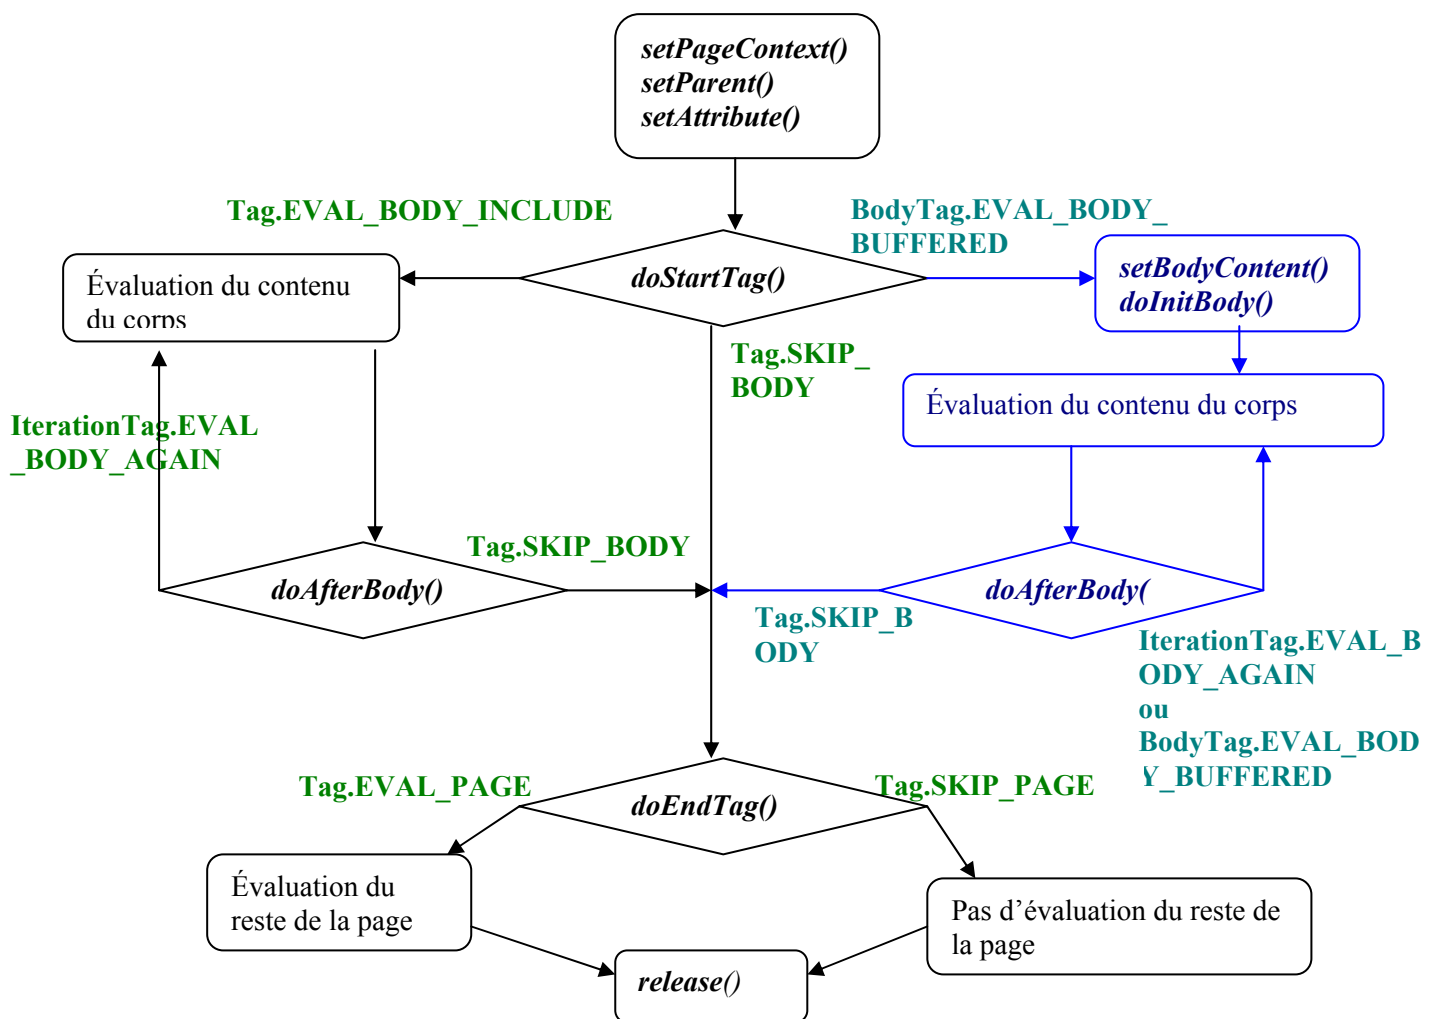 setPageContext()
setParent()
setAttribute()
Tag.EVAL_BODY_INCLUDE
BodyTag.EVAL_BODY_
BUFFERED
doStartTag()
setBodyContent()
doInitBody()
Évaluation du contenu
du corps
Tag.SKIP_
BODY
Évaluation du contenu du corps
IterationTag.EVAL
_BODY_AGAIN
Tag.SKIP_BODY
doAfterBody()
doAfterBody(
Tag.SKIP_B
ODY
IterationTag.EVAL_B
ODY_AGAIN
ou
BodyTag.EVAL_BOD
Y_BUFFERED
Tag.EVAL_PAGE
Tag.SKIP_PAGE
doEndTag()
Évaluation du
reste de la page
Pas d’évaluation du reste de
la page
release()